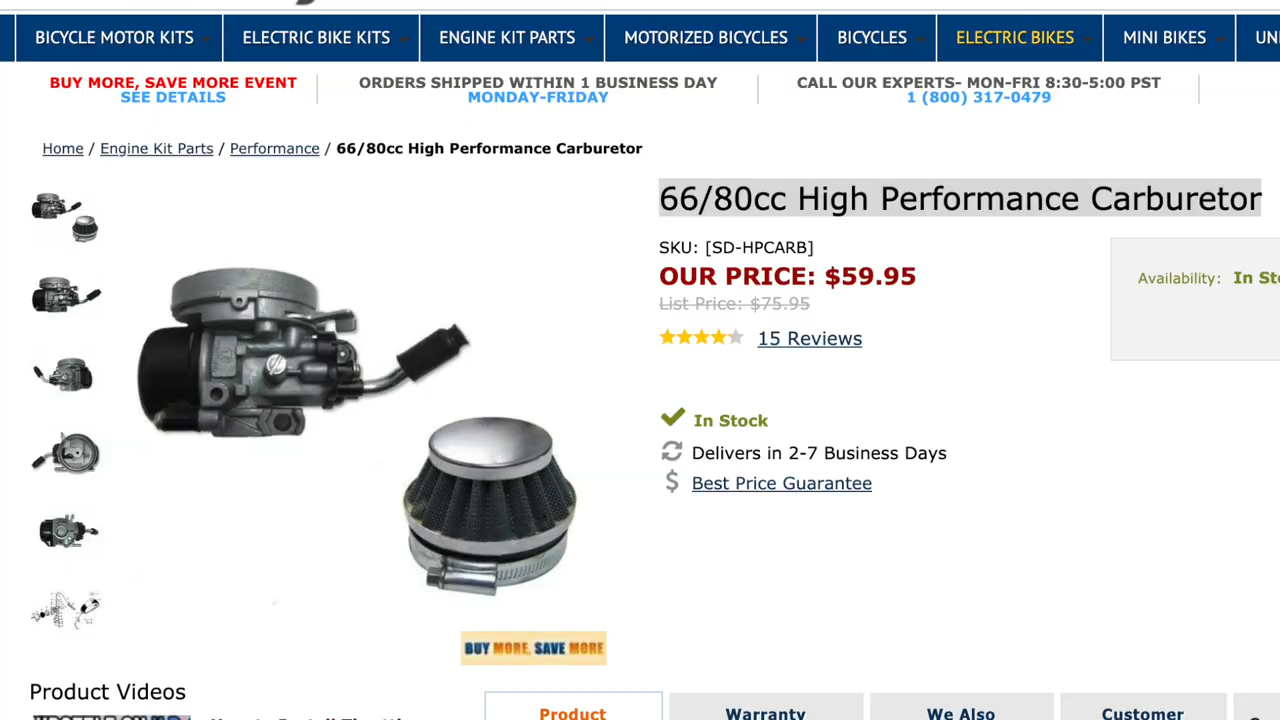 BICYCLE MOTOR KITS ELECTRIC BIKE KITS ENGINE KIT PARTS MOTORIZED BICYCLES BICYCLES ELECTRIC BIKES MINI BIKES
BUY MORE, SAVE MORE EVENT
SEE DETAILS
ORDERS SHIPPED WITHIN 1 BUSINESS DAY
MONDAY-FRIDAY
CALL OUR EXPERTS- MON-FRI 8:30-5:00 PST
1 (800) 317-0479
Home / Engine Kit Parts / Performance / 66/80cc High Performance Carburetor
66/80cc High Performance Carburetor
SKU: [SD-HPCARB]
OUR PRICE: $59.95
List Price: $75.95
15 Reviews
Availability:
In Stock
Delivers in 2-7 Business Days
Best Price Guarantee
BUY MORE, SAVE MORE
Product Videos
Product Warranty We Also Customer